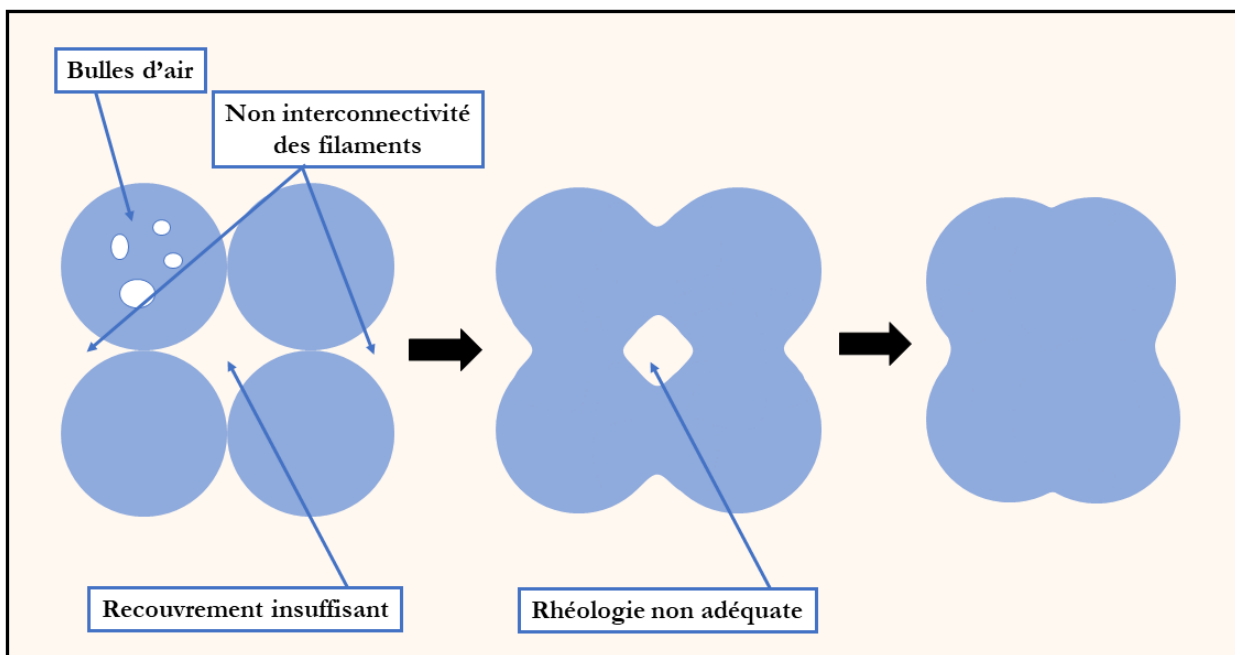 Bulles d’air
Non interconnectivité
des filaments
Recouvrement insuffisant
Rhéologie non adéquate